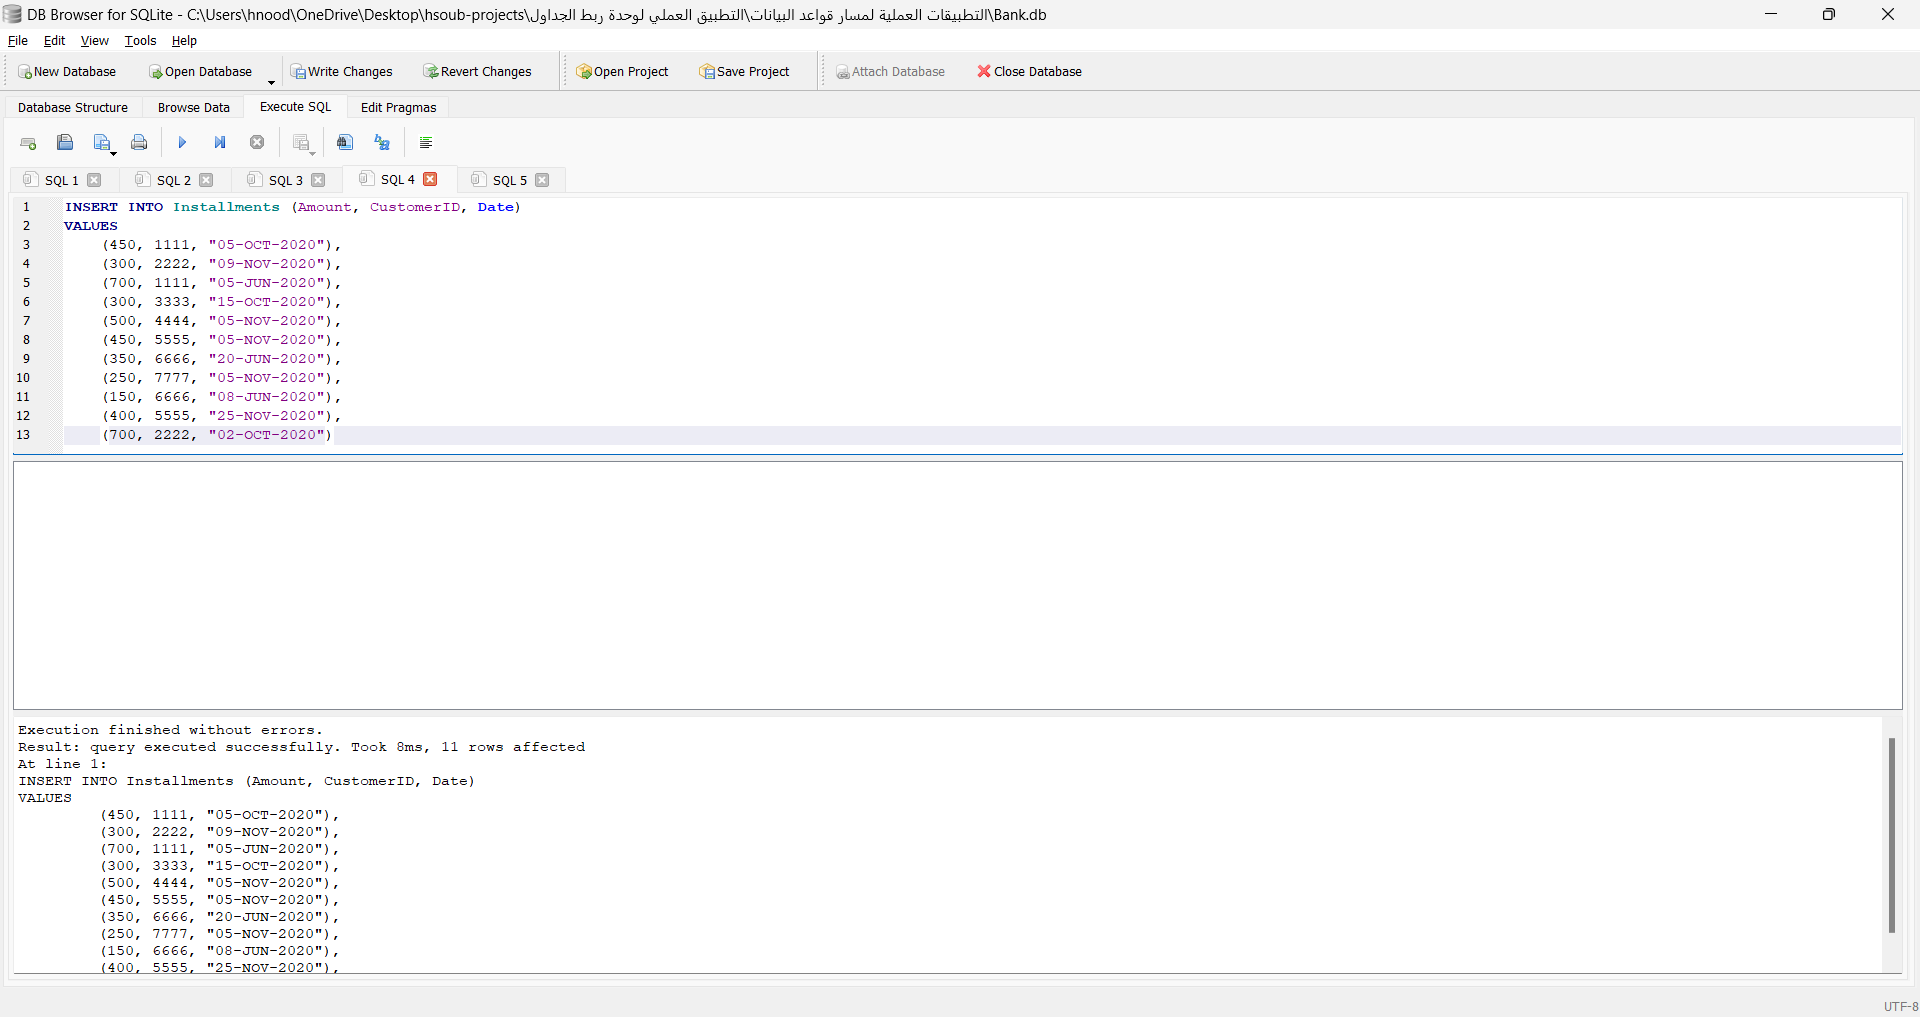 DB Browser for SQLite - C:\Users\hnood\OneDrive\Desktop\hsoub-projects\التطبيقات العملية لمسار قواعد البيانات\التطبيق العملي لوحدة ربط الجداول\Bank.db
File Edit View Tools Help
New Database Open Database Write Changes Revert Changes Open Project Save Project Attach Database Close Database
Database Structure Browse Data Execute SQL Edit Pragmas
SQL 1 SQL 2 SQL 3 SQL 4 SQL 5
1 INSERT INTO Installments (Amount, CustomerID, Date)
2 VALUES
3 (450, 1111, "05-OCT-2020"),
4 (300, 2222, "09-NOV-2020"),
5 (700, 1111, "05-JUN-2020"),
6 (300, 3333, "15-OCT-2020"),
7 (500, 4444, "05-NOV-2020"),
8 (450, 5555, "05-NOV-2020"),
9 (350, 6666, "20-JUN-2020"),
10 (250, 7777, "05-NOV-2020"),
11 (150, 6666, "08-JUN-2020"),
12 (400, 5555, "25-NOV-2020"),
13 (700, 2222, "02-OCT-2020")
Execution finished without errors.
Result: query executed successfully. Took 8ms, 11 rows affected
At line 1:
INSERT INTO Installments (Amount, CustomerID, Date)
VALUES
(450, 1111, "05-OCT-2020"),
(300, 2222, "09-NOV-2020"),
(700, 1111, "05-JUN-2020"),
(300, 3333, "15-OCT-2020"),
(500, 4444, "05-NOV-2020"),
(450, 5555, "05-NOV-2020"),
(350, 6666, "20-JUN-2020"),
(250, 7777, "05-NOV-2020"),
(150, 6666, "08-JUN-2020"),
(400, 5555, "25-NOV-2020"),
UTF-8